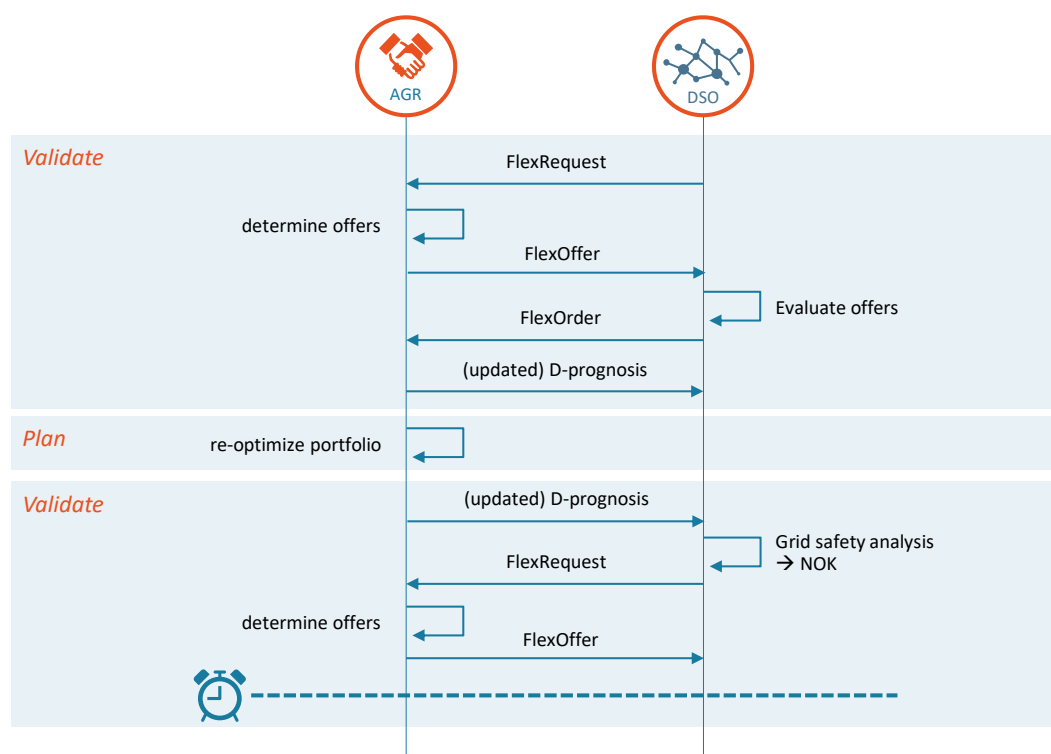 AGR
DSO
Validate
FlexRequest
determine offers
FlexOffer
Evaluate offers
FlexOrder
(updated) D-prognosis
Plan
re-optimize portfolio
Validate
(updated) D-prognosis
Grid safety analysis
→ NOK
FlexRequest
determine offers
FlexOffer